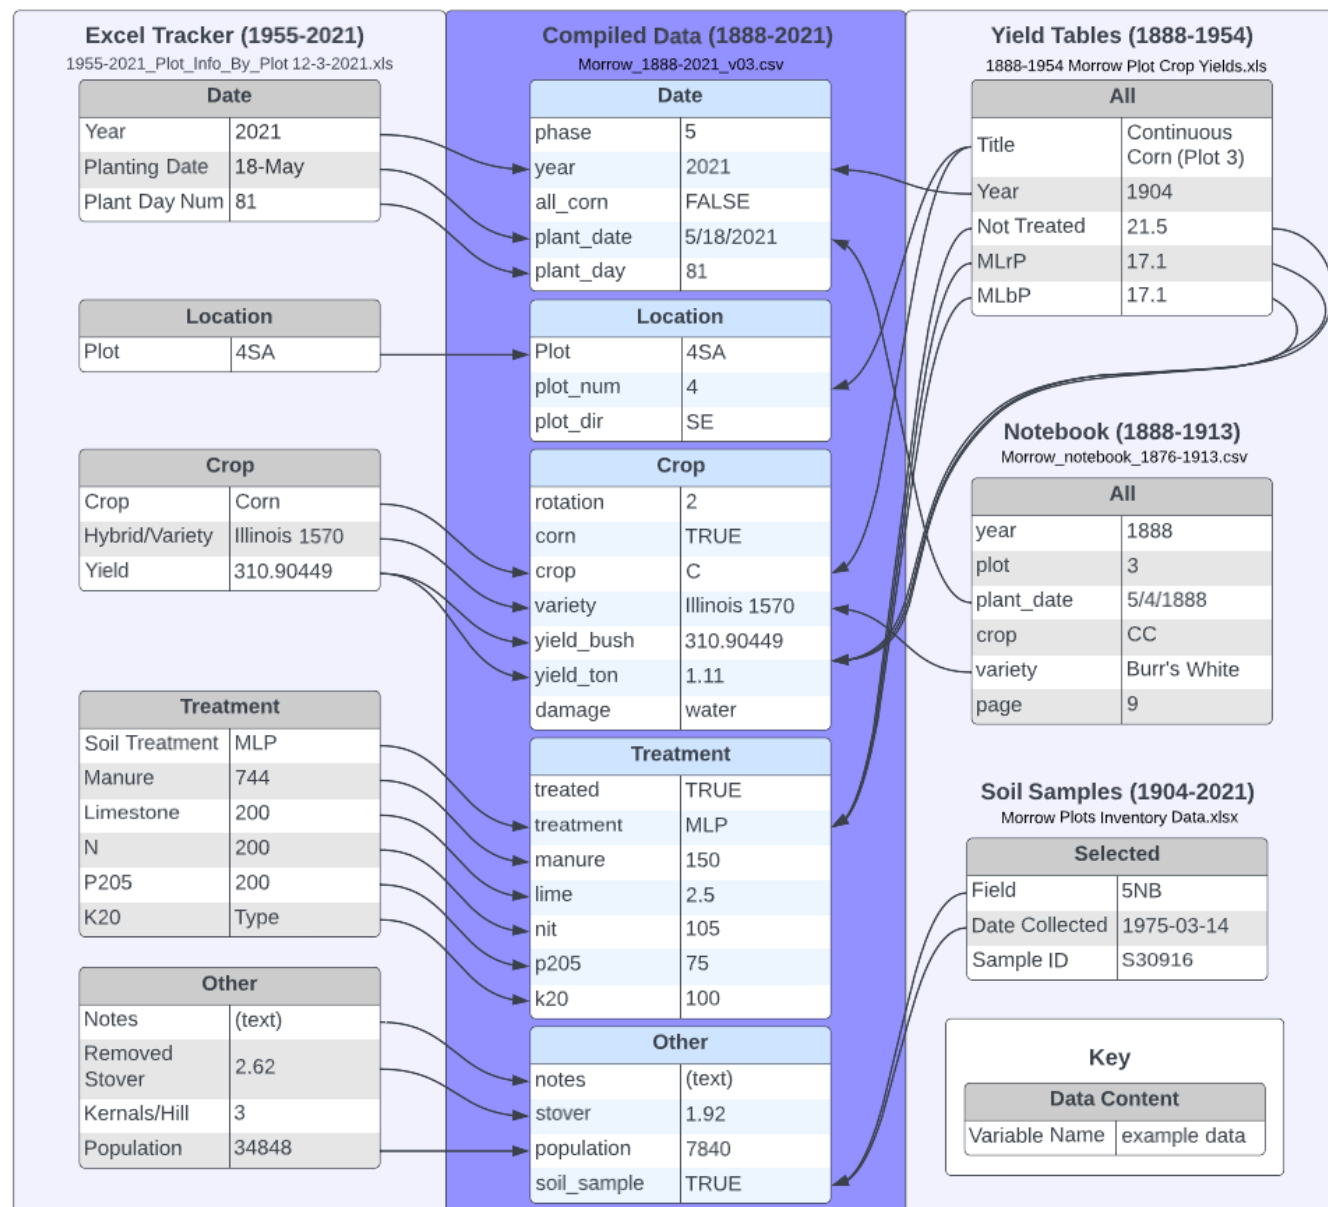 Excel Tracker (1955-2021)
1955-2021_Plot_Info_By_Plot 12-3-2021.xls
Date
Year 2021
Planting Date 18-May
Plant Day Num 81
Location
Plot 4SA
Crop
Crop Corn
Hybrid/Variety Illinois 1570
Yield 310.90449
Treatment
Soil Treatment MLP
Manure 744
Limestone 200
N 200
P205 200
K20 Type
Other
Notes (text)
Removed
Stover 2.62
Kernals/Hill 3
Population 34848
Compiled Data (1888-2021)
Morrow_1888-2021_v03.csv
Date
phase 5
year 2021
all_corn FALSE
plant_date 5/18/2021
plant_day 81
Location
Plot 4SA
plot_num 4
plot_dir SE
Crop
rotation 2
corn TRUE
crop C
variety Illinois 1570
yield_bush 310.90449
yield_ton 1.11
damage water
Treatment
treated TRUE
treatment MLP
manure 150
lime 2.5
nit 105
p205 75
k20 100
Other
notes (text)
stover 1.92
population 7840
soil_sample TRUE
Yield Tables (1888-1954)
1888-1954 Morrow Plot Crop Yields.xls
All
Title Continuous
Corn (Plot 3)
Year 1904
Not Treated 21.5
MLrP 17.1
MLbP 17.1
Notebook (1888-1913)
Morrow_notebook_1876-1913.csv
All
year 1888
plot 3
plant_date 5/4/1888
crop CC
variety Burr's White
page 9
Soil Samples (1904-2021)
Morrow Plots Inventory Data.xlsx
Selected
Field 5NB
Date Collected 1975-03-14
Sample ID S30916
Key
Data Content
Variable Name example data